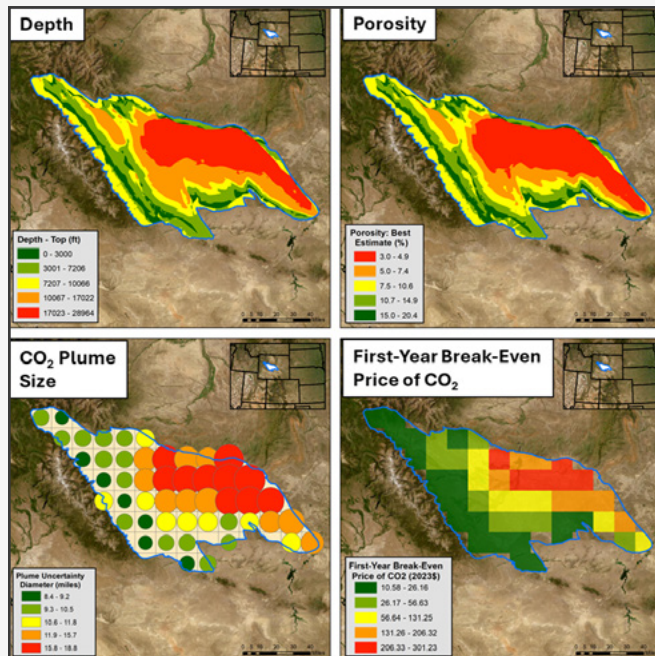 Depth
Depth - Top (ft)
0 - 3000
3001 - 7206
7207 - 10066
10067 - 17022
17023 - 28964
Porosity
Porosity: Best
Estimate (%)
3.0 - 4.9
5.0 - 7.4
7.5 - 10.6
10.7 - 14.9
15.0 - 20.4
CO₂ Plume
Size
Plume Uncertainty
Diameter (miles)
8.4 - 9.2
9.3 - 10.5
10.6 - 11.8
11.9 - 15.7
15.8 - 18.8
First-Year Break-Even
Price of CO₂
First-Year Break-Even
Price of CO2 (2023$)
10.58 - 26.16
26.17 - 56.63
56.64 - 131.25
131.26 - 206.32
206.33 - 301.23